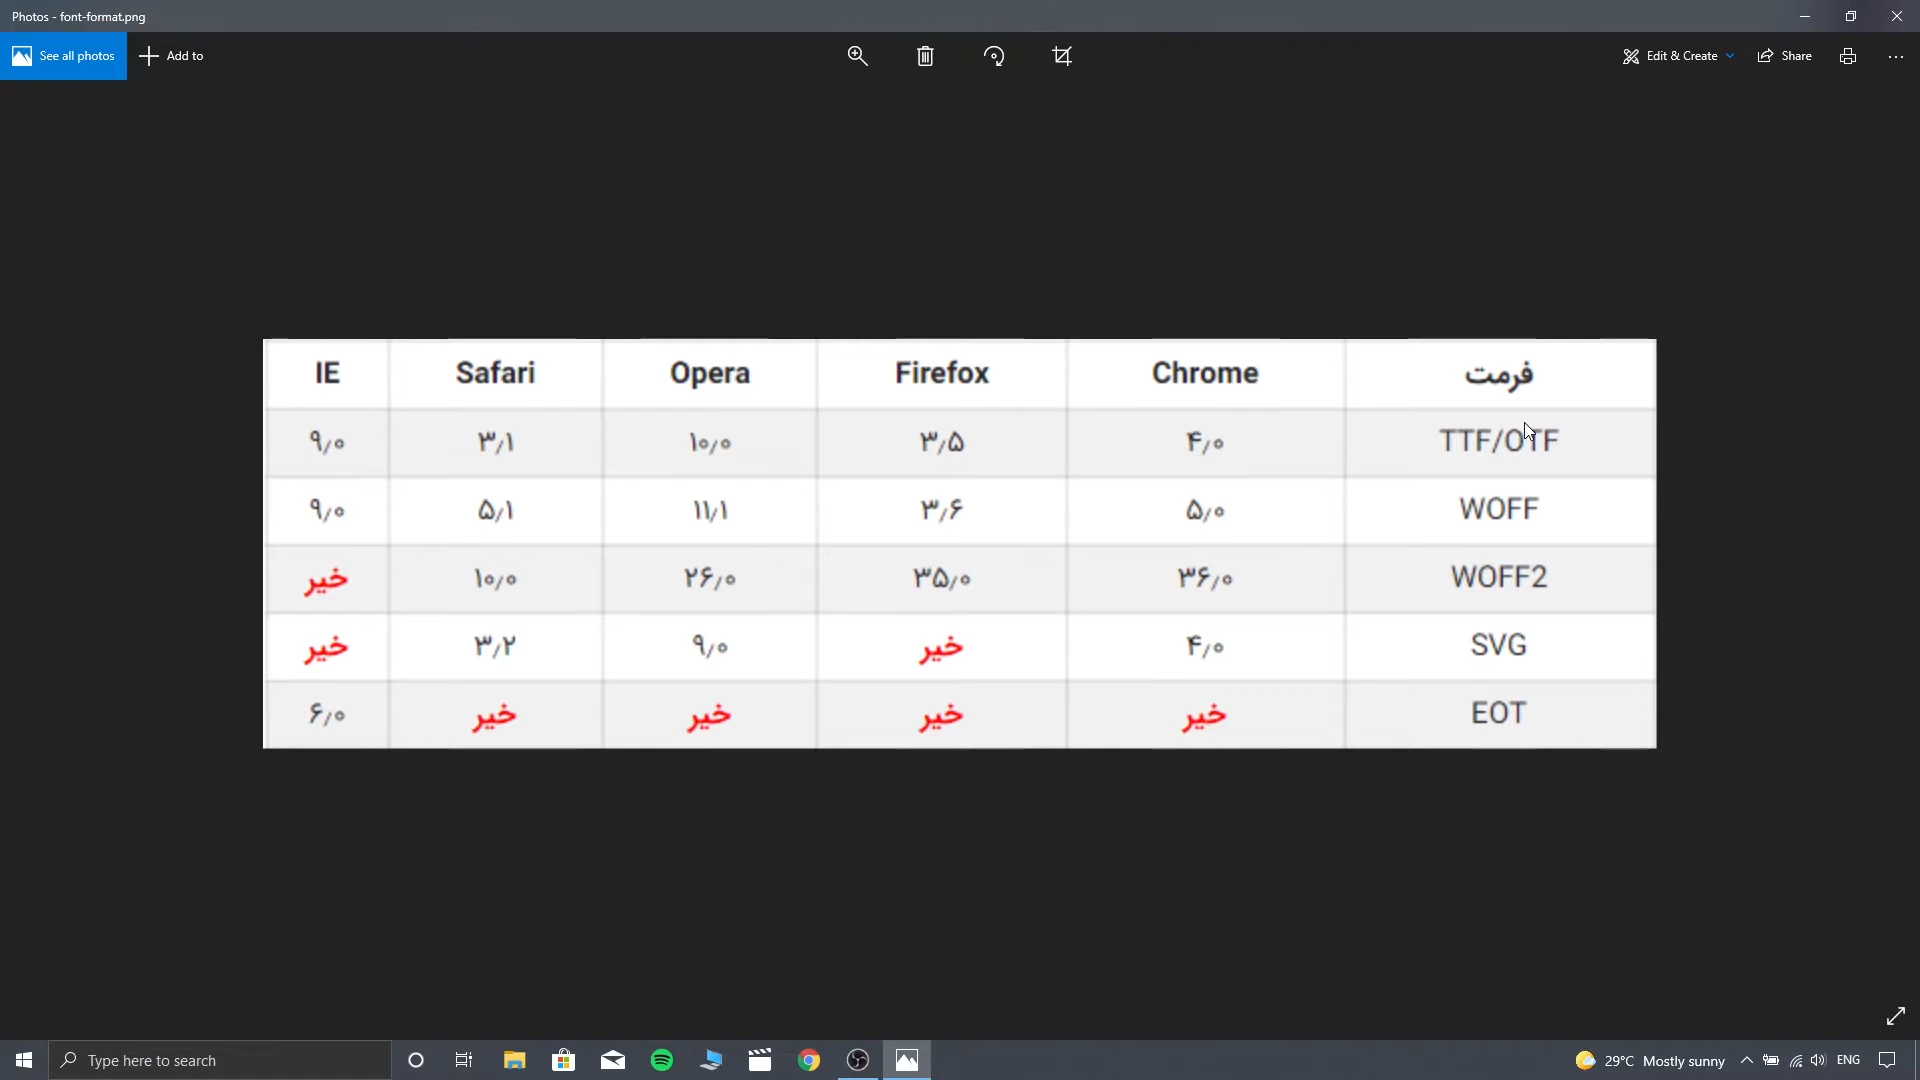 Photos - font-format.png
See all photos
Add to
Edit & Create
Share
فرمت Chrome Firefox Opera Safari IE
TTF/OTF ۴٫۰ ۳٫۵ ۱۰٫۰ ۳٫۱ ۹٫۰
WOFF ۵٫۰ ۳٫۶ ۱۱٫۱ ۵٫۱ ۹٫۰
WOFF2 ۳۶٫۰ ۳۵٫۰ ۲۶٫۰ ۱۰٫۰ خیر
SVG ۴٫۰ خیر ۹٫۰ ۳٫۲ خیر
EOT خیر خیر خیر خیر ۶٫۰
Type here to search
29°C Mostly sunny
ENG